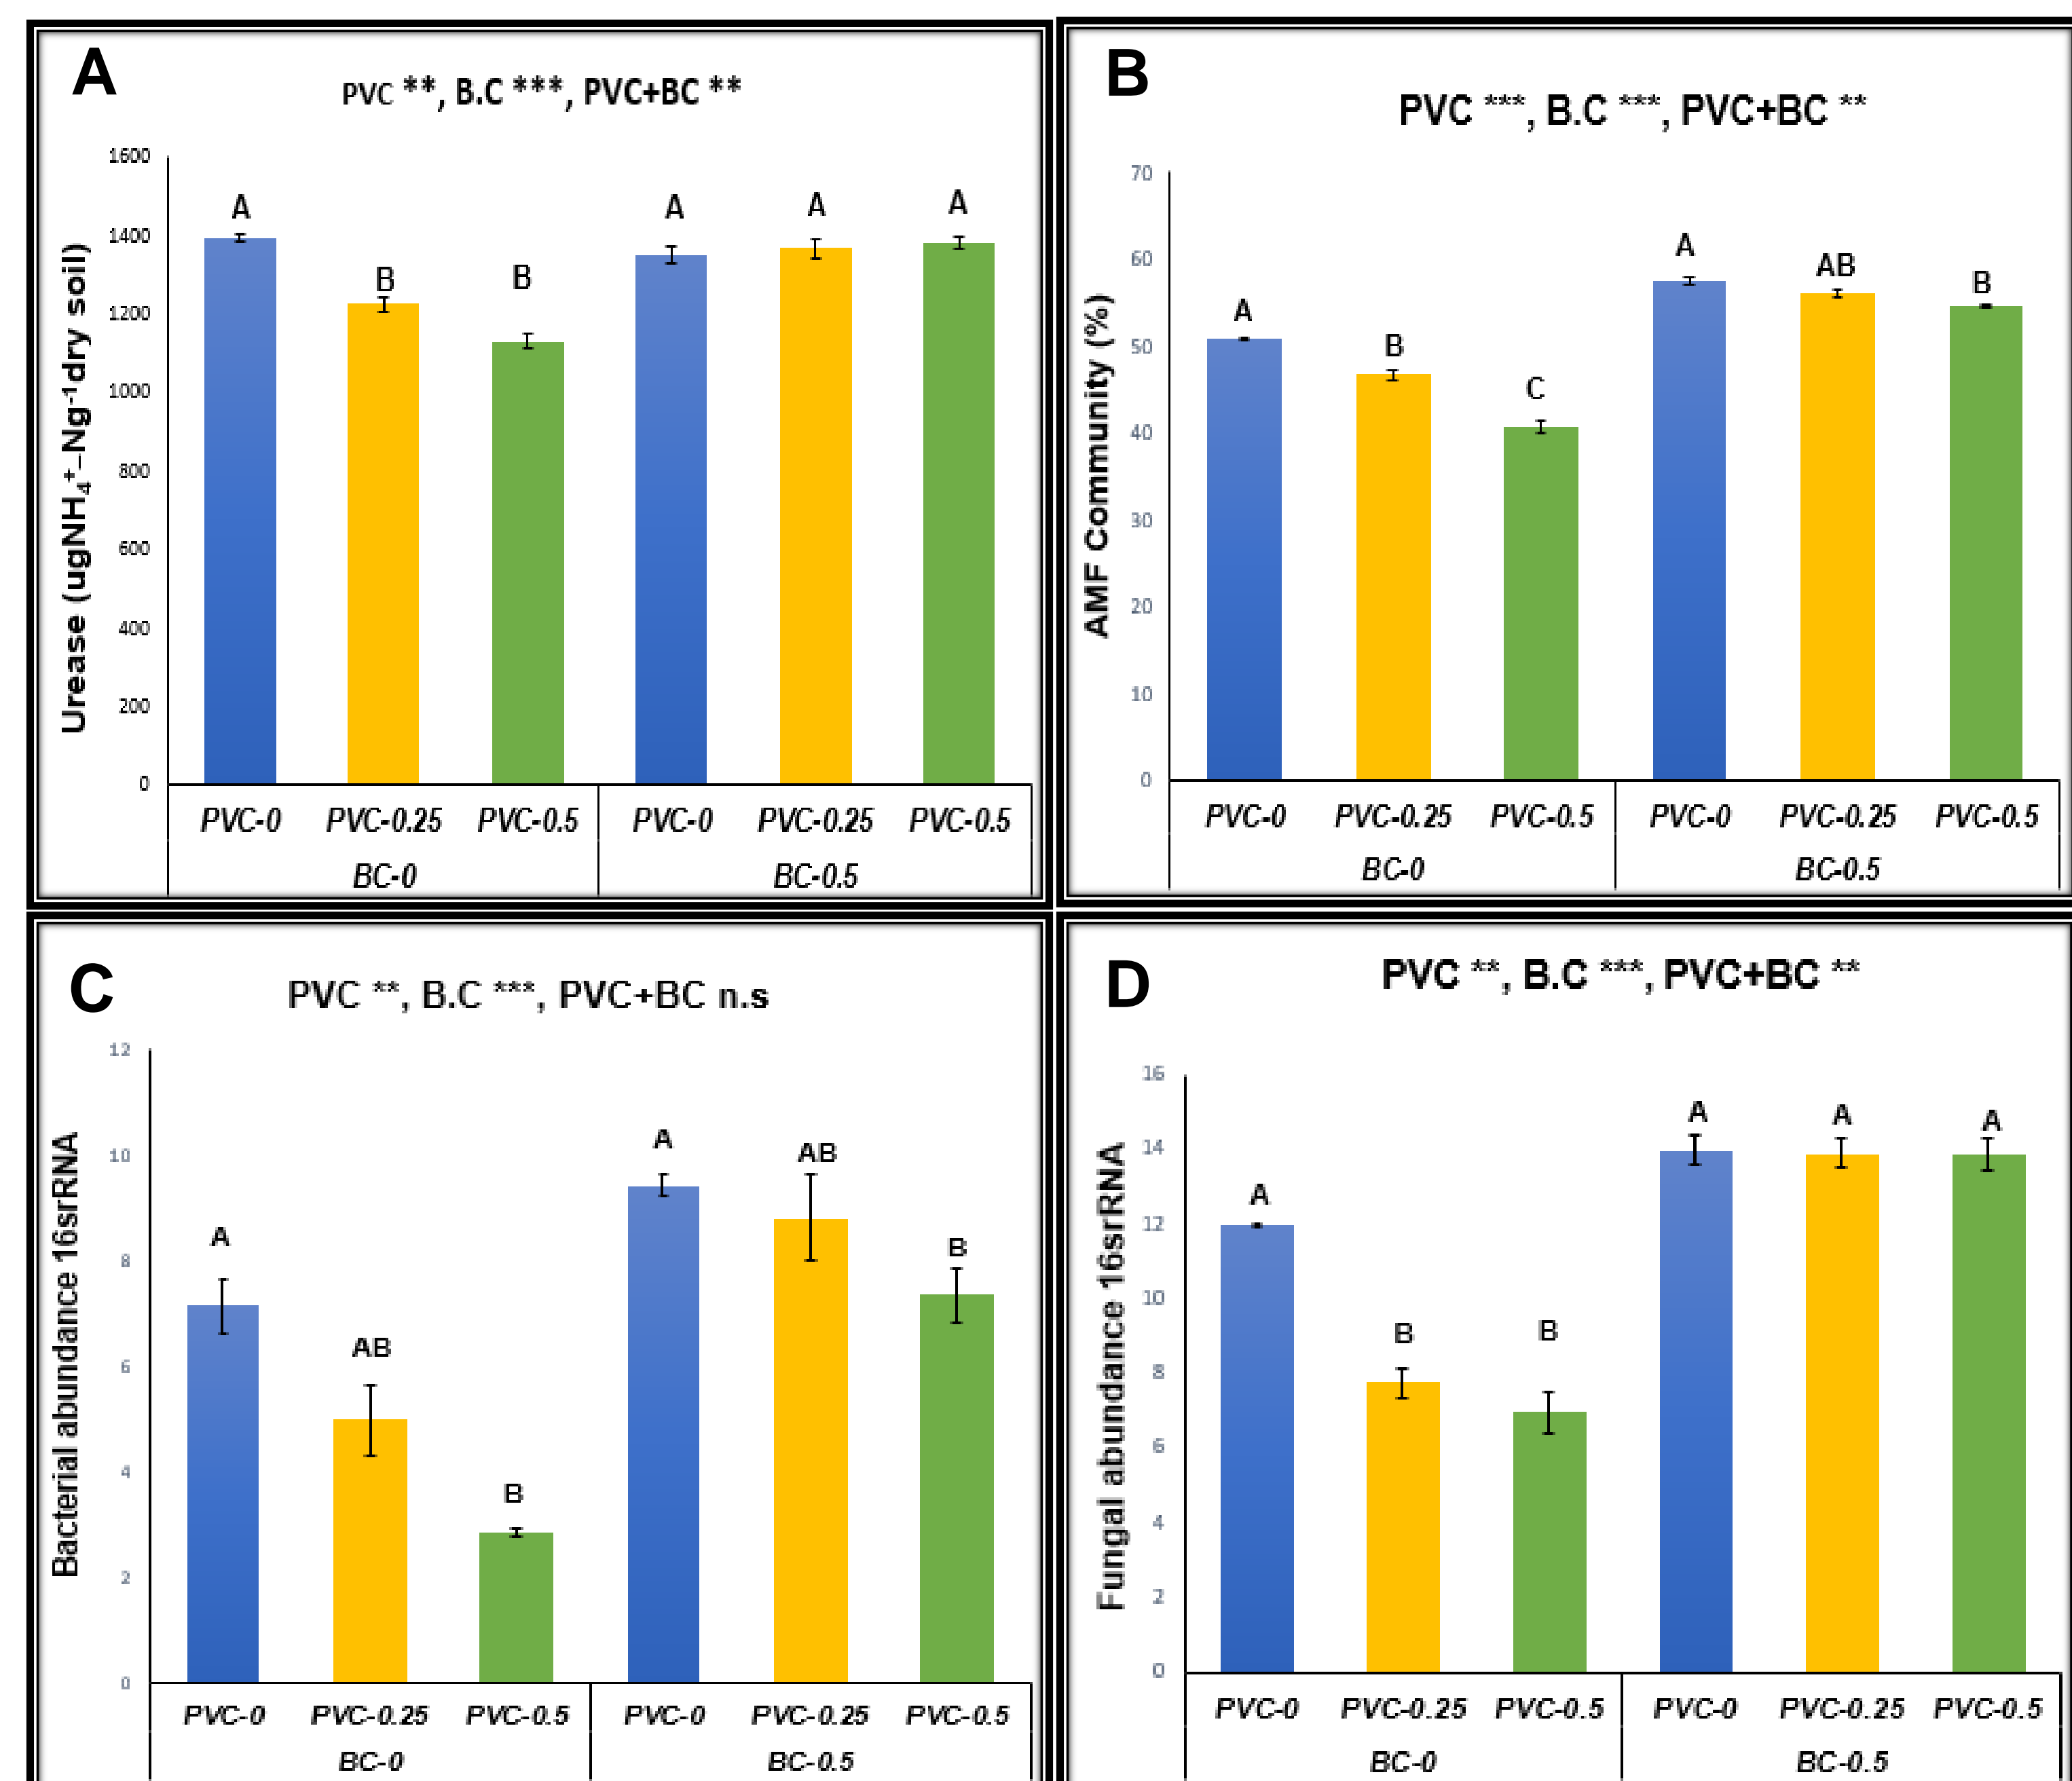 A
PVC **, B.C ***, PVC+BC **
Urease (ugNH₄⁺–Ng⁻¹dry soil)
1600
1400
1200
1000
800
600
400
200
0
A
B
B
A
A
A
PVC-0 PVC-0.25 PVC-0.5 PVC-0 PVC-0.25 PVC-0.5
BC-0 BC-0.5
B
PVC ***, B.C ***, PVC+BC **
AMF Community (%)
70
60
50
40
30
20
10
0
A
B
C
A
AB
B
PVC-0 PVC-0.25 PVC-0.5 PVC-0 PVC-0.25 PVC-0.5
BC-0 BC-0.5
C
PVC **, B.C ***, PVC+BC n.s
Bacterial abundance 16srRNA
12
10
8
6
4
2
0
A
AB
B
A
AB
B
PVC-0 PVC-0.25 PVC-0.5 PVC-0 PVC-0.25 PVC-0.5
BC-0 BC-0.5
D
PVC **, B.C ***, PVC+BC **
Fungal abundance 16srRNA
16
14
12
10
8
6
4
2
0
A
B
B
A
A
A
PVC-0 PVC-0.25 PVC-0.5 PVC-0 PVC-0.25 PVC-0.5
BC-0 BC-0.5